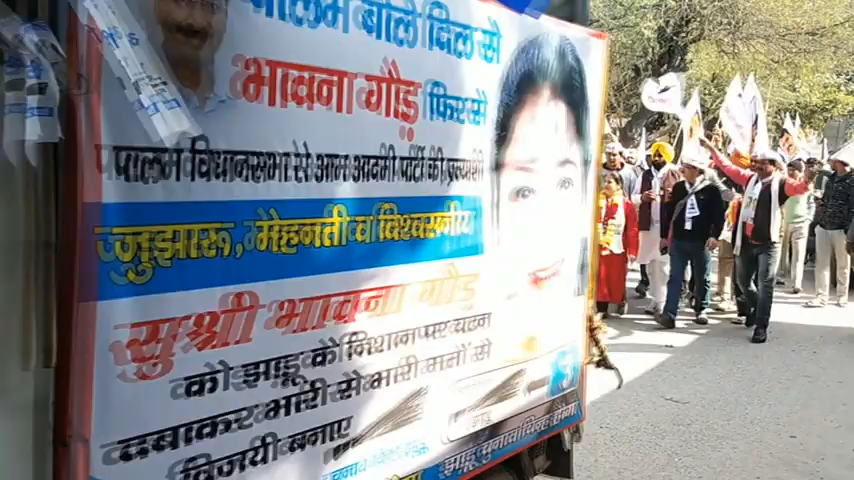 पालम बोले दिल से
भावना गौड़ फिर से
पालम विधानसभा से आम आदमी पार्टी की प्रत्याशी
जुझारू, मेहनती व विश्वसनीय
सुश्री भावना गौड़
को झाडू के निशान पर बटन
दबाकर भारी से भारी मतों से
विजयी बनाए
झाडू चुनाव चिन्ह होगा